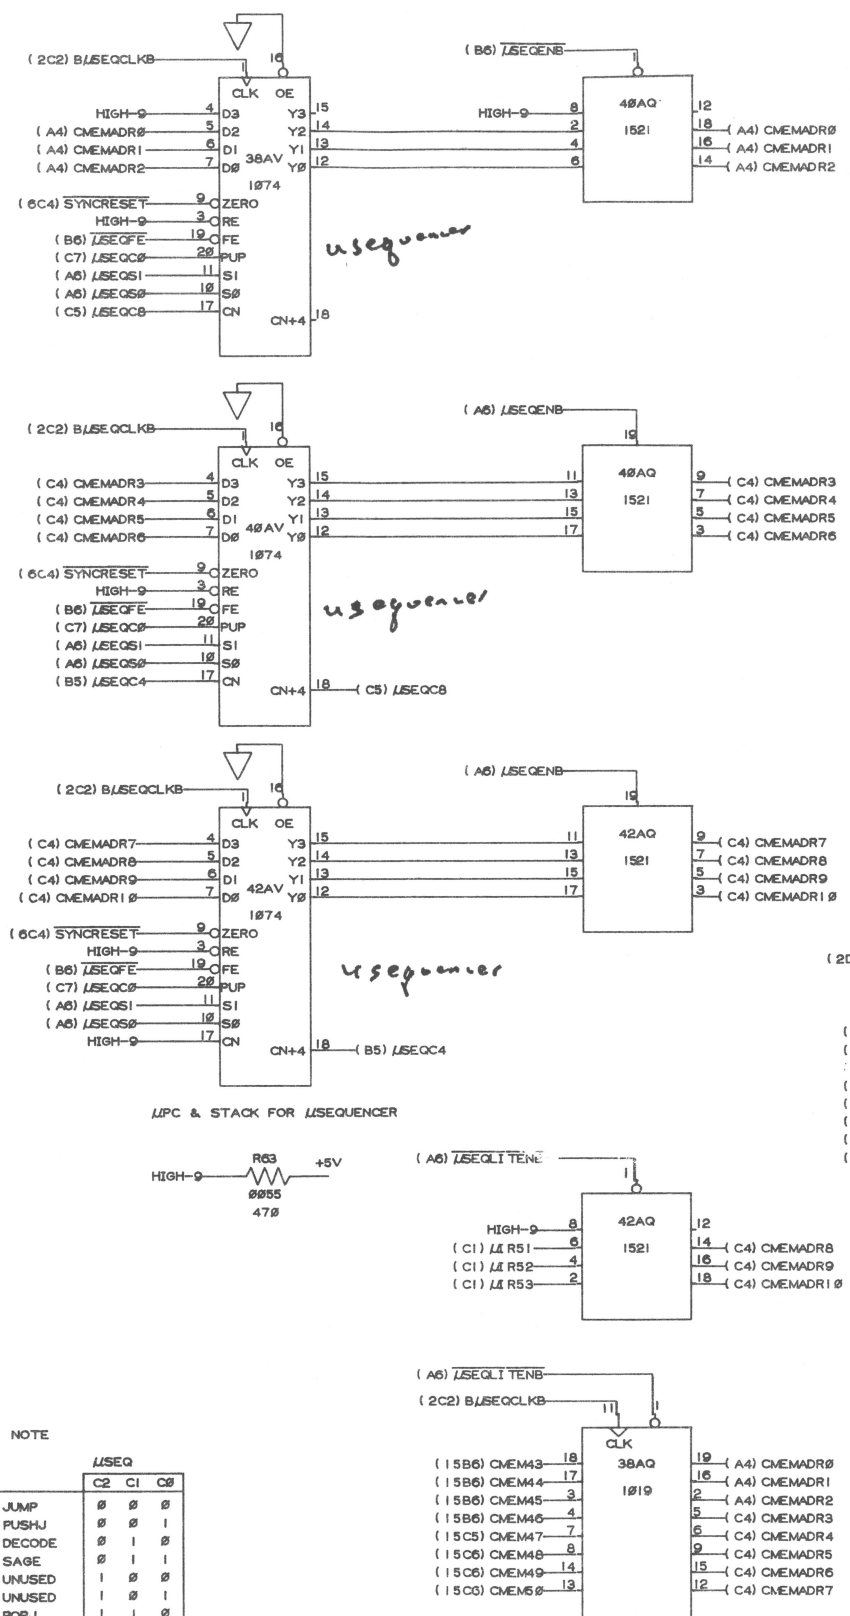 (2C2) BµSEQCLKB
1
16
CLK OE
HIGH-9 4 D3 Y3 15
(A4) CMEMADRØ 5 D2 Y2 14
(A4) CMEMADR1 6 D1 Y1 13
(A4) CMEMADR2 7 DØ Y0 12
38AV
1Ø74
(6C4) SYNCRESET 9 ZERO
HIGH-9 3 RE
(B6) µSEQFE 19 FE
(C7) µSEQCØ 2Ø PUP
(A6) µSEQS1 11 S1
(A6) µSEQSØ 1Ø SØ
(C5) µSEQC8 17 CN
CN+4 18
usequencer
(B6) µSEQENB
1
HIGH-9 8 4ØAQ 12
2 1521 18 (A4) CMEMADRØ
4 16 (A4) CMEMADR1
6 14 (A4) CMEMADR2
(2C2) BµSEQCLKB
1
16
CLK OE
(C4) CMEMADR3 4 D3 Y3 15
(C4) CMEMADR4 5 D2 Y2 14
(C4) CMEMADR5 6 D1 Y1 13
(C4) CMEMADR6 7 DØ YØ 12
4ØAV
1Ø74
(6C4) SYNCRESET 9 ZERO
HIGH-9 3 RE
(B6) µSEQFE 19 FE
(C7) µSEQCØ 2Ø PUP
(A6) µSEQS1 11 S1
(A6) µSEQSØ 1Ø SØ
(B5) µSEQC4 17 CN
CN+4 18 (C5) µSEQC8
usequencer
(A6) µSEQENB
19
11 4ØAQ 9 (C4) CMEMADR3
13 1521 7 (C4) CMEMADR4
15 5 (C4) CMEMADR5
17 3 (C4) CMEMADR6
(2C2) BµSEQCLKB
1
16
CLK OE
(C4) CMEMADR7 4 D3 Y3 15
(C4) CMEMADR8 5 D2 Y2 14
(C4) CMEMADR9 6 D1 Y1 13
(C4) CMEMADR1Ø 7 DØ YØ 12
42AV
1Ø74
(6C4) SYNCRESET 9 ZERO
HIGH-9 3 RE
(B6) µSEQFE 19 FE
(C7) µSEQCØ 2Ø PUP
(A6) µSEQS1 11 S1
(A6) µSEQSØ 1Ø SØ
HIGH-9 17 CN
CN+4 18 (B5) µSEQC4
usequencer
(A6) µSEQENB
19
11 42AQ 9 (C4) CMEMADR7
13 1521 7 (C4) CMEMADR8
15 5 (C4) CMEMADR9
17 3 (C4) CMEMADR1Ø
µPC & STACK FOR µSEQUENCER
R63
HIGH-9 +5V
ØØ55
47Ø
(A6) µSEQLITENB
1
HIGH-9 8 42AQ 12
(C1) µIR51 6 1521 14 (C4) CMEMADR8
(C1) µIR52 4 16 (C4) CMEMADR9
(C1) µIR53 2 18 (C4) CMEMADR1Ø
(A6) µSEQLITENB
(2C2) BµSEQCLKB
11
1
CLK
(15B6) CMEM43 18 38AQ 19 (A4) CMEMADRØ
(15B6) CMEM44 17 16 (A4) CMEMADR1
(15B6) CMEM45 3 1Ø19 2 (A4) CMEMADR2
(15B6) CMEM46 4 5 (C4) CMEMADR3
(15C5) CMEM47 7 6 (C4) CMEMADR4
(15C6) CMEM48 8 9 (C4) CMEMADR5
(15C6) CMEM49 14 15 (C4) CMEMADR6
(15C6) CMEM5Ø 13 12 (C4) CMEMADR7
NOTE
µSEQ
C2 C1 CØ
JUMP Ø Ø Ø
PUSHJ Ø Ø 1
DECODE Ø 1 Ø
SAGE Ø 1 1
UNUSED 1 Ø Ø
UNUSED 1 Ø 1
POPJ 1 1 Ø